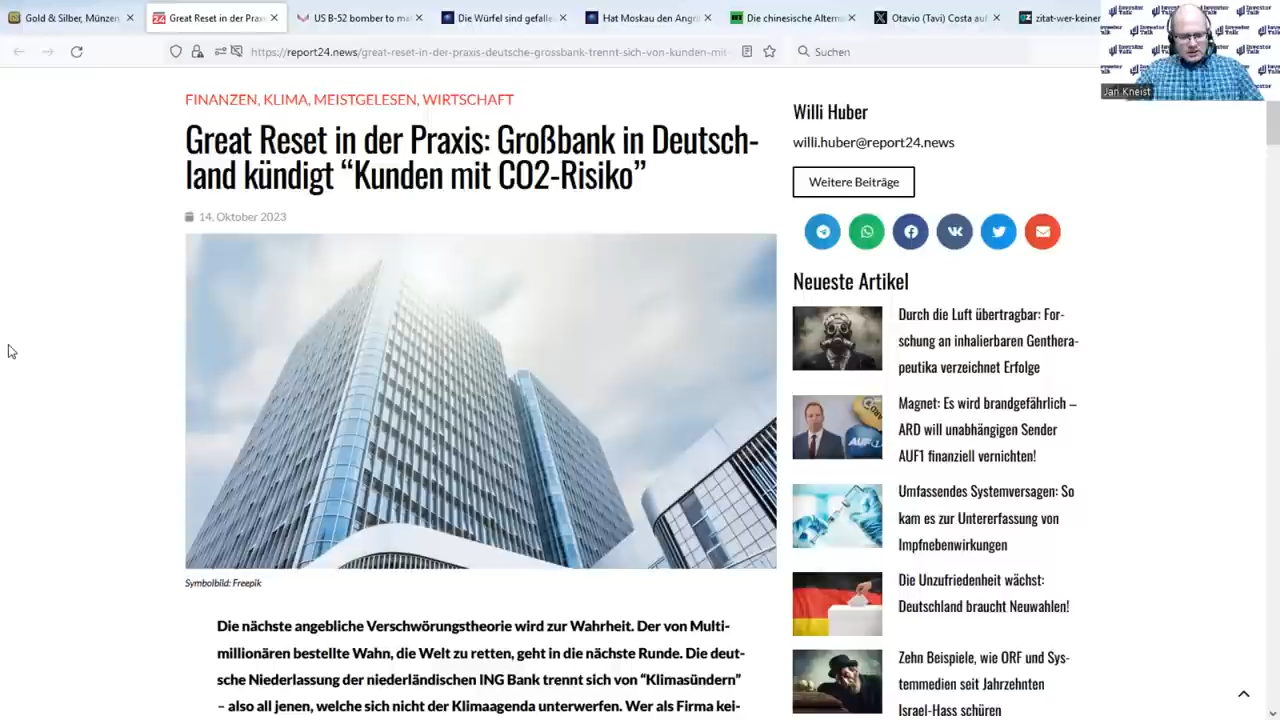 Gold & Silber, Münzen
Great Reset in der Praxi
US B-52 bomber to ma
Die Würfel sind gefalle
Hat Moskau den Angri
Die chinesische Altern
Otavio (Tavi) Costa au
zitat-wer-keiner
https://report24.news/great-reset-in-der-praxis-deutsche-grossbank-trennt-sich-von-kunden-mit-
Suchen
Jan Kneist
FINANZEN, KLIMA, MEISTGELESEN, WIRTSCHAFT
Great Reset in der Praxis: Großbank in Deutsch-
land kündigt “Kunden mit CO2-Risiko”
14. Oktober 2023
Symbolbild: Freepik
Die nächste angebliche Verschwörungstheorie wird zur Wahrheit. Der von Multi-
millionären bestellte Wahn, die Welt zu retten, geht in die nächste Runde. Die deut-
sche Niederlassung der niederländischen ING Bank trennt sich von “Klimasündern”
– also all jenen, welche sich nicht der Klimaagenda unterwerfen. Wer als Firma kei-
Willi Huber
willi.huber@report24.news
Weitere Beiträge
Neueste Artikel
Durch die Luft übertragbar: For-
schung an inhalierbaren Genthera-
peutika verzeichnet Erfolge
Magnet: Es wird brandgefährlich –
ARD will unabhängigen Sender
AUF1 finanziell vernichten!
Umfassendes Systemversagen: So
kam es zur Untererfassung von
Impfnebenwirkungen
Die Unzufriedenheit wächst:
Deutschland braucht Neuwahlen!
Zehn Beispiele, wie ORF und Sys-
temmedien seit Jahrzehnten
Israel-Hass schüren